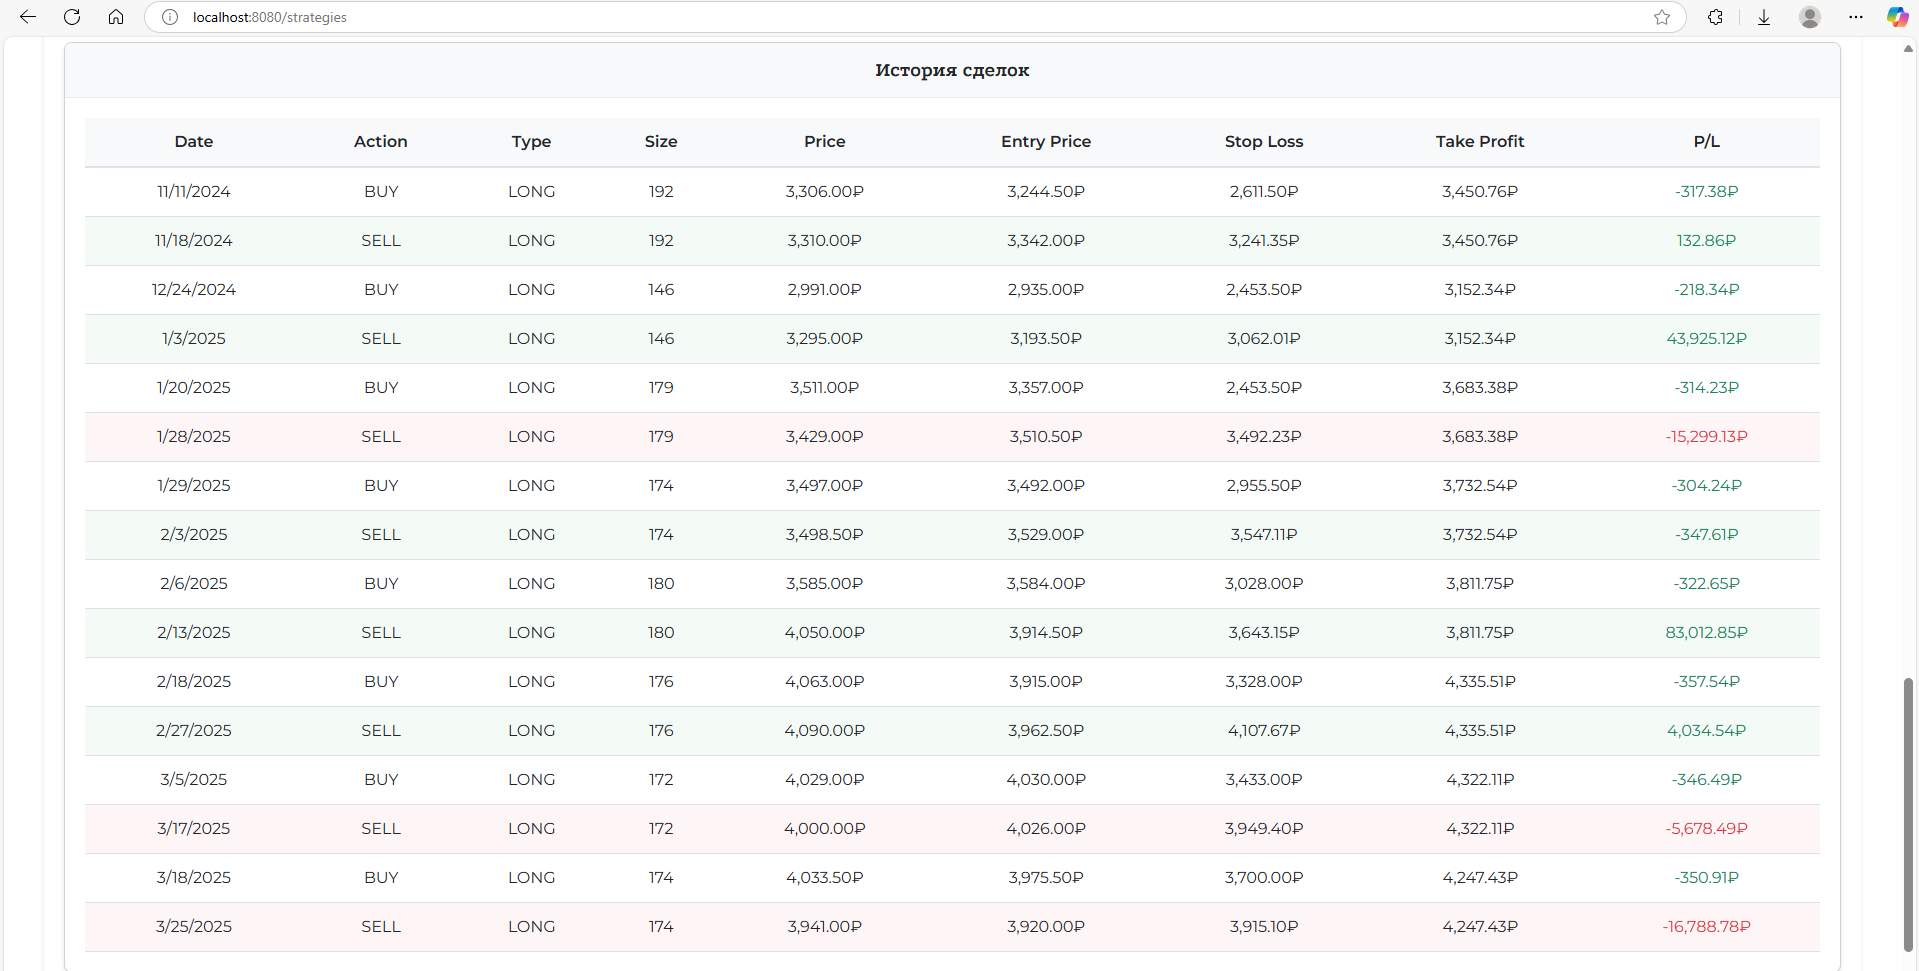 localhost:8080/strategies
История сделок
Date Action Type Size Price Entry Price Stop Loss Take Profit P/L
11/11/2024 BUY LONG 192 3,306.00₽ 3,244.50₽ 2,611.50₽ 3,450.76₽ -317.38₽
11/18/2024 SELL LONG 192 3,310.00₽ 3,342.00₽ 3,241.35₽ 3,450.76₽ 132.86₽
12/24/2024 BUY LONG 146 2,991.00₽ 2,935.00₽ 2,453.50₽ 3,152.34₽ -218.34₽
1/3/2025 SELL LONG 146 3,295.00₽ 3,193.50₽ 3,062.01₽ 3,152.34₽ 43,925.12₽
1/20/2025 BUY LONG 179 3,511.00₽ 3,357.00₽ 2,453.50₽ 3,683.38₽ -314.23₽
1/28/2025 SELL LONG 179 3,429.00₽ 3,510.50₽ 3,492.23₽ 3,683.38₽ -15,299.13₽
1/29/2025 BUY LONG 174 3,497.00₽ 3,492.00₽ 2,955.50₽ 3,732.54₽ -304.24₽
2/3/2025 SELL LONG 174 3,498.50₽ 3,529.00₽ 3,547.11₽ 3,732.54₽ -347.61₽
2/6/2025 BUY LONG 180 3,585.00₽ 3,584.00₽ 3,028.00₽ 3,811.75₽ -322.65₽
2/13/2025 SELL LONG 180 4,050.00₽ 3,914.50₽ 3,643.15₽ 3,811.75₽ 83,012.85₽
2/18/2025 BUY LONG 176 4,063.00₽ 3,915.00₽ 3,328.00₽ 4,335.51₽ -357.54₽
2/27/2025 SELL LONG 176 4,090.00₽ 3,962.50₽ 4,107.67₽ 4,335.51₽ 4,034.54₽
3/5/2025 BUY LONG 172 4,029.00₽ 4,030.00₽ 3,433.00₽ 4,322.11₽ -346.49₽
3/17/2025 SELL LONG 172 4,000.00₽ 4,026.00₽ 3,949.40₽ 4,322.11₽ -5,678.49₽
3/18/2025 BUY LONG 174 4,033.50₽ 3,975.50₽ 3,700.00₽ 4,247.43₽ -350.91₽
3/25/2025 SELL LONG 174 3,941.00₽ 3,920.00₽ 3,915.10₽ 4,247.43₽ -16,788.78₽